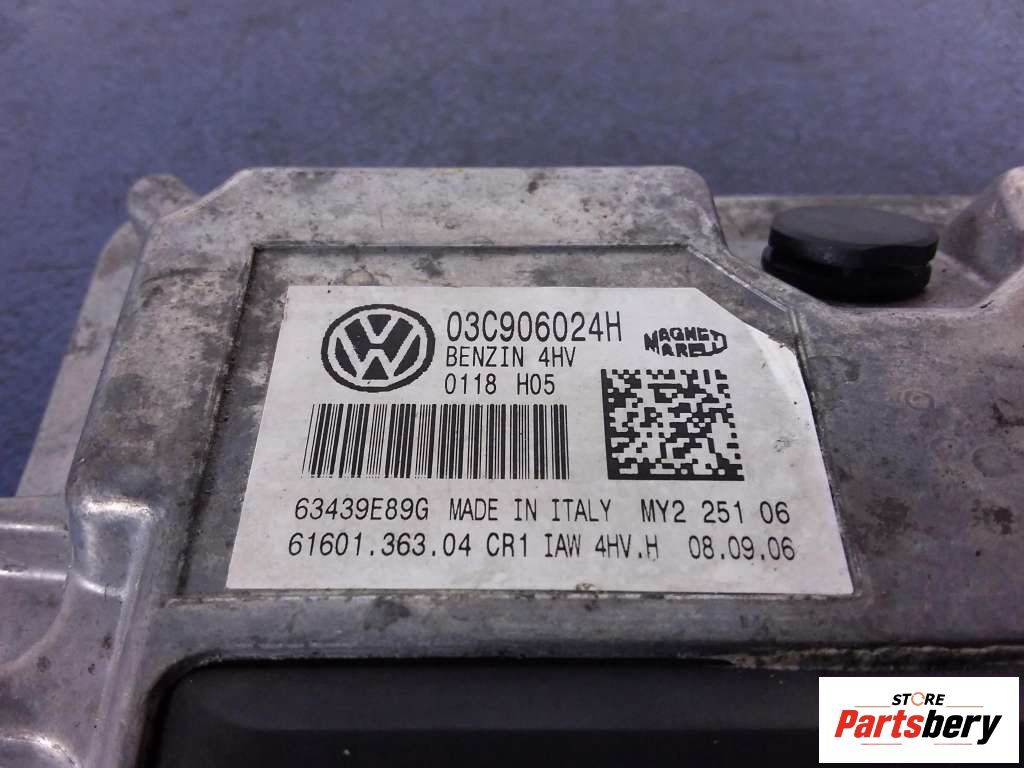 03C906024H
BENZIN 4HV
0118 H05
MAGNETI
MARELLI
63439E89G MADE IN ITALY MY2 251 06
61601.363.04 CR1 IAW 4HV.H 08.09.06
STORE
Partsbery